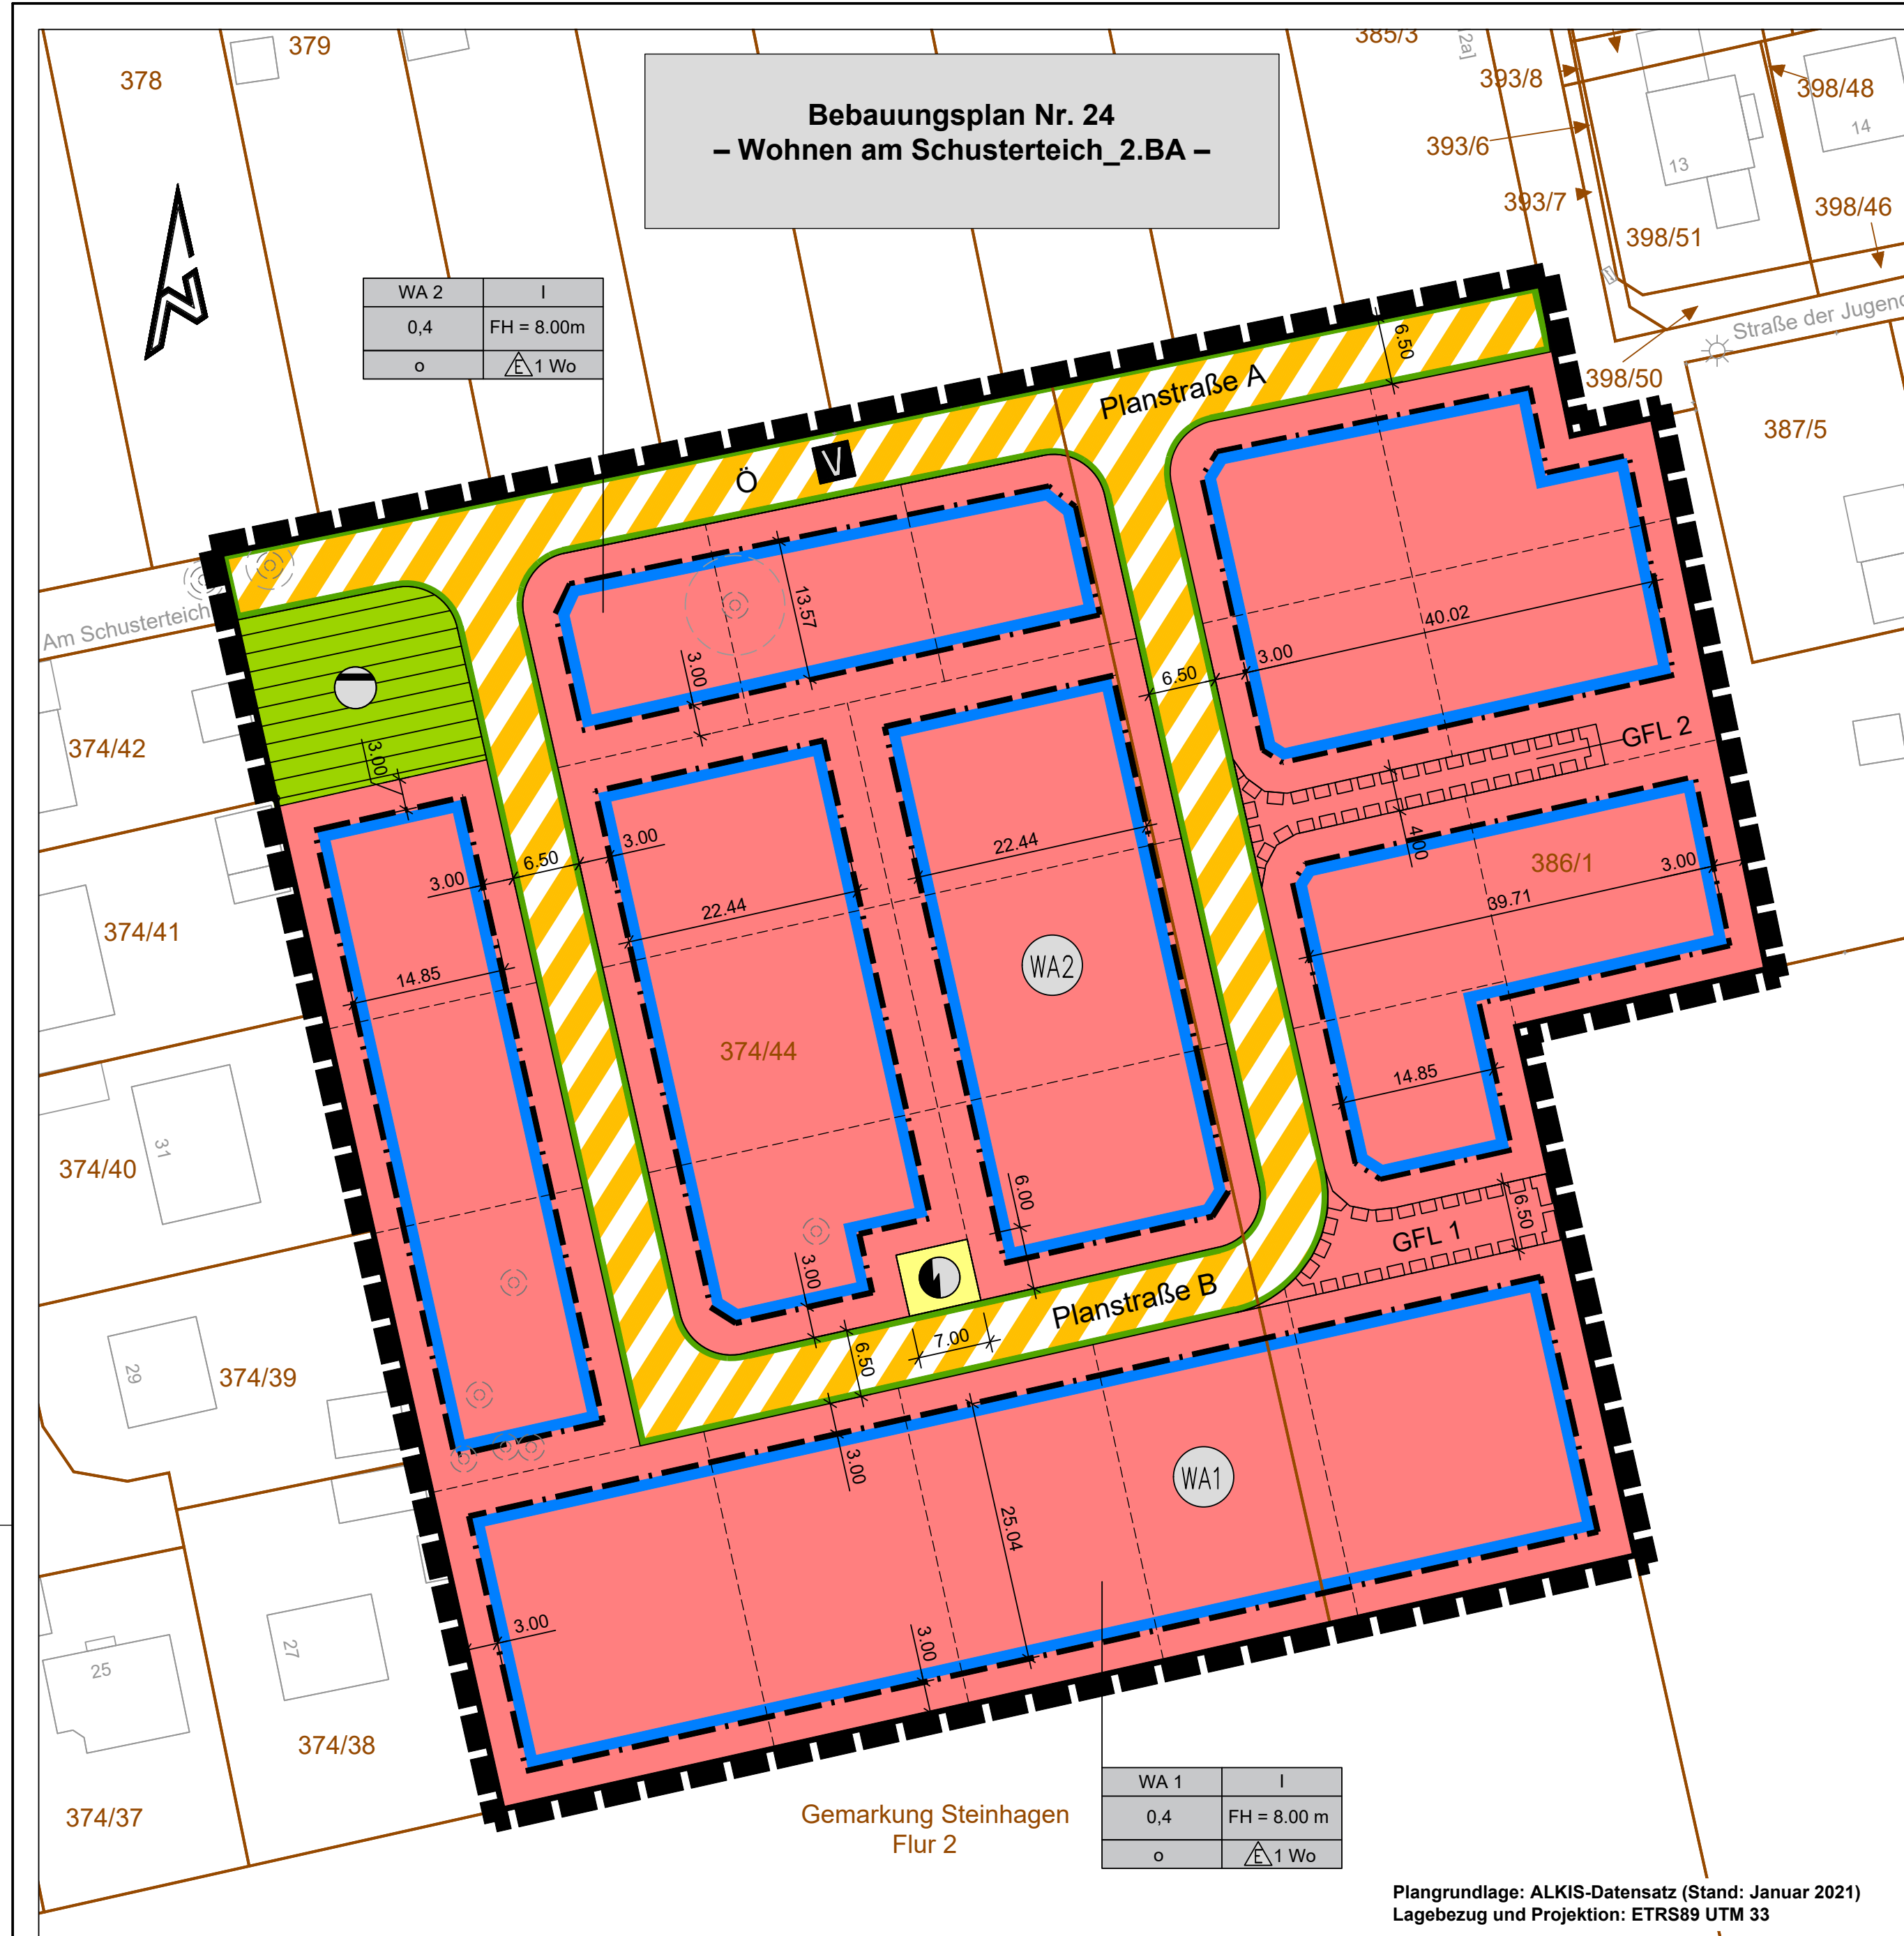 378
379
385/3
2a]
393/8
398/48
14
Bebauungsplan Nr. 24
– Wohnen am Schusterteich_2.BA –
393/6
13
393/7
398/46
398/51
WA 2 I
0,4 FH = 8.00m
o E 1 Wo
Straße der Jugend
6.50
398/50
Planstraße A
387/5
Ö V
Am Schusterteich
13.57
40.02
3.00
3.00
6.50
374/42
3.00
GFL 2
3.00
6.50
3.00
22.44
4.00
386/1
3.00
22.44
39.71
374/41
14.85
WA2
374/44
14.85
31
374/40
6.00
6.50
GFL 1
3.00
Planstraße B
7.00
6.50
29
374/39
3.00
WA1
25.04
3.00
3.00
27
25
374/38
374/37
Gemarkung Steinhagen
Flur 2
WA 1 I
0,4 FH = 8.00 m
o E 1 Wo
Plangrundlage: ALKIS-Datensatz (Stand: Januar 2021)
Lagebezug und Projektion: ETRS89 UTM 33